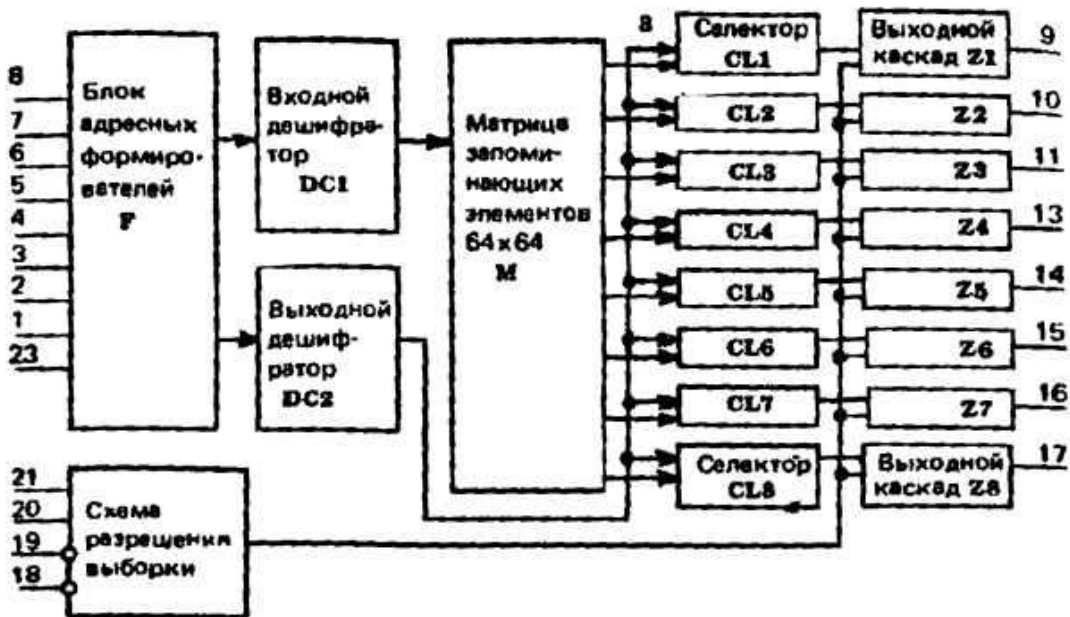 8
7
6
5
4
3
2
1
23
Блок
адресных
формиро-
вателей
F
Входной
дешифра-
тор
DC1
Выходной
дешиф-
ратор
DC2
Матрица
запоми-
нающих
элементов
64x64
M
8
Селектор
CL1
CL2
CL3
CL4
CL5
CL6
CL7
Селектор
CL8
Выходной
каскад Z1
Z2
Z3
Z4
Z5
Z6
Z7
Выходной
каскад Z8
9
10
11
13
14
15
16
17
21
20
19
18
Схема
разрешения
выборки